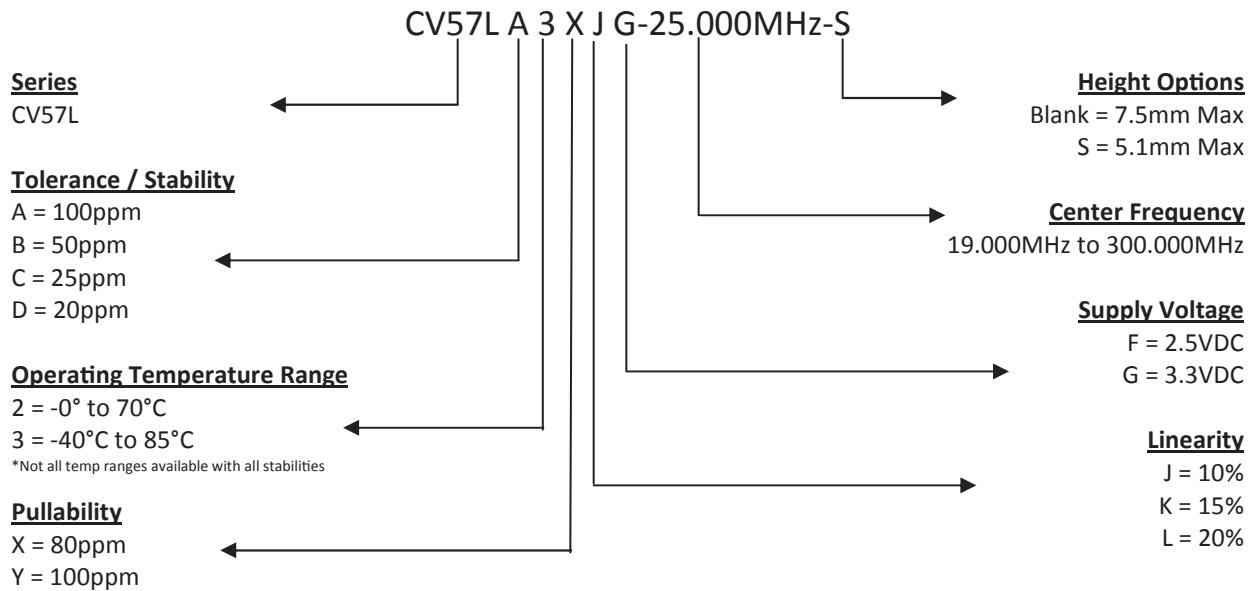 CV57L A 3 X J G-25.000MHz-S
Series
CV57L
Tolerance / Stability
A = 100ppm
B = 50ppm
C = 25ppm
D = 20ppm
Operating Temperature Range
2 = -0° to 70°C
3 = -40°C to 85°C
*Not all temp ranges available with all stabilities
Pullability
X = 80ppm
Y = 100ppm
Height Options
Blank = 7.5mm Max
S = 5.1mm Max
Center Frequency
19.000MHz to 300.000MHz
Supply Voltage
F = 2.5VDC
G = 3.3VDC
Linearity
J = 10%
K = 15%
L = 20%